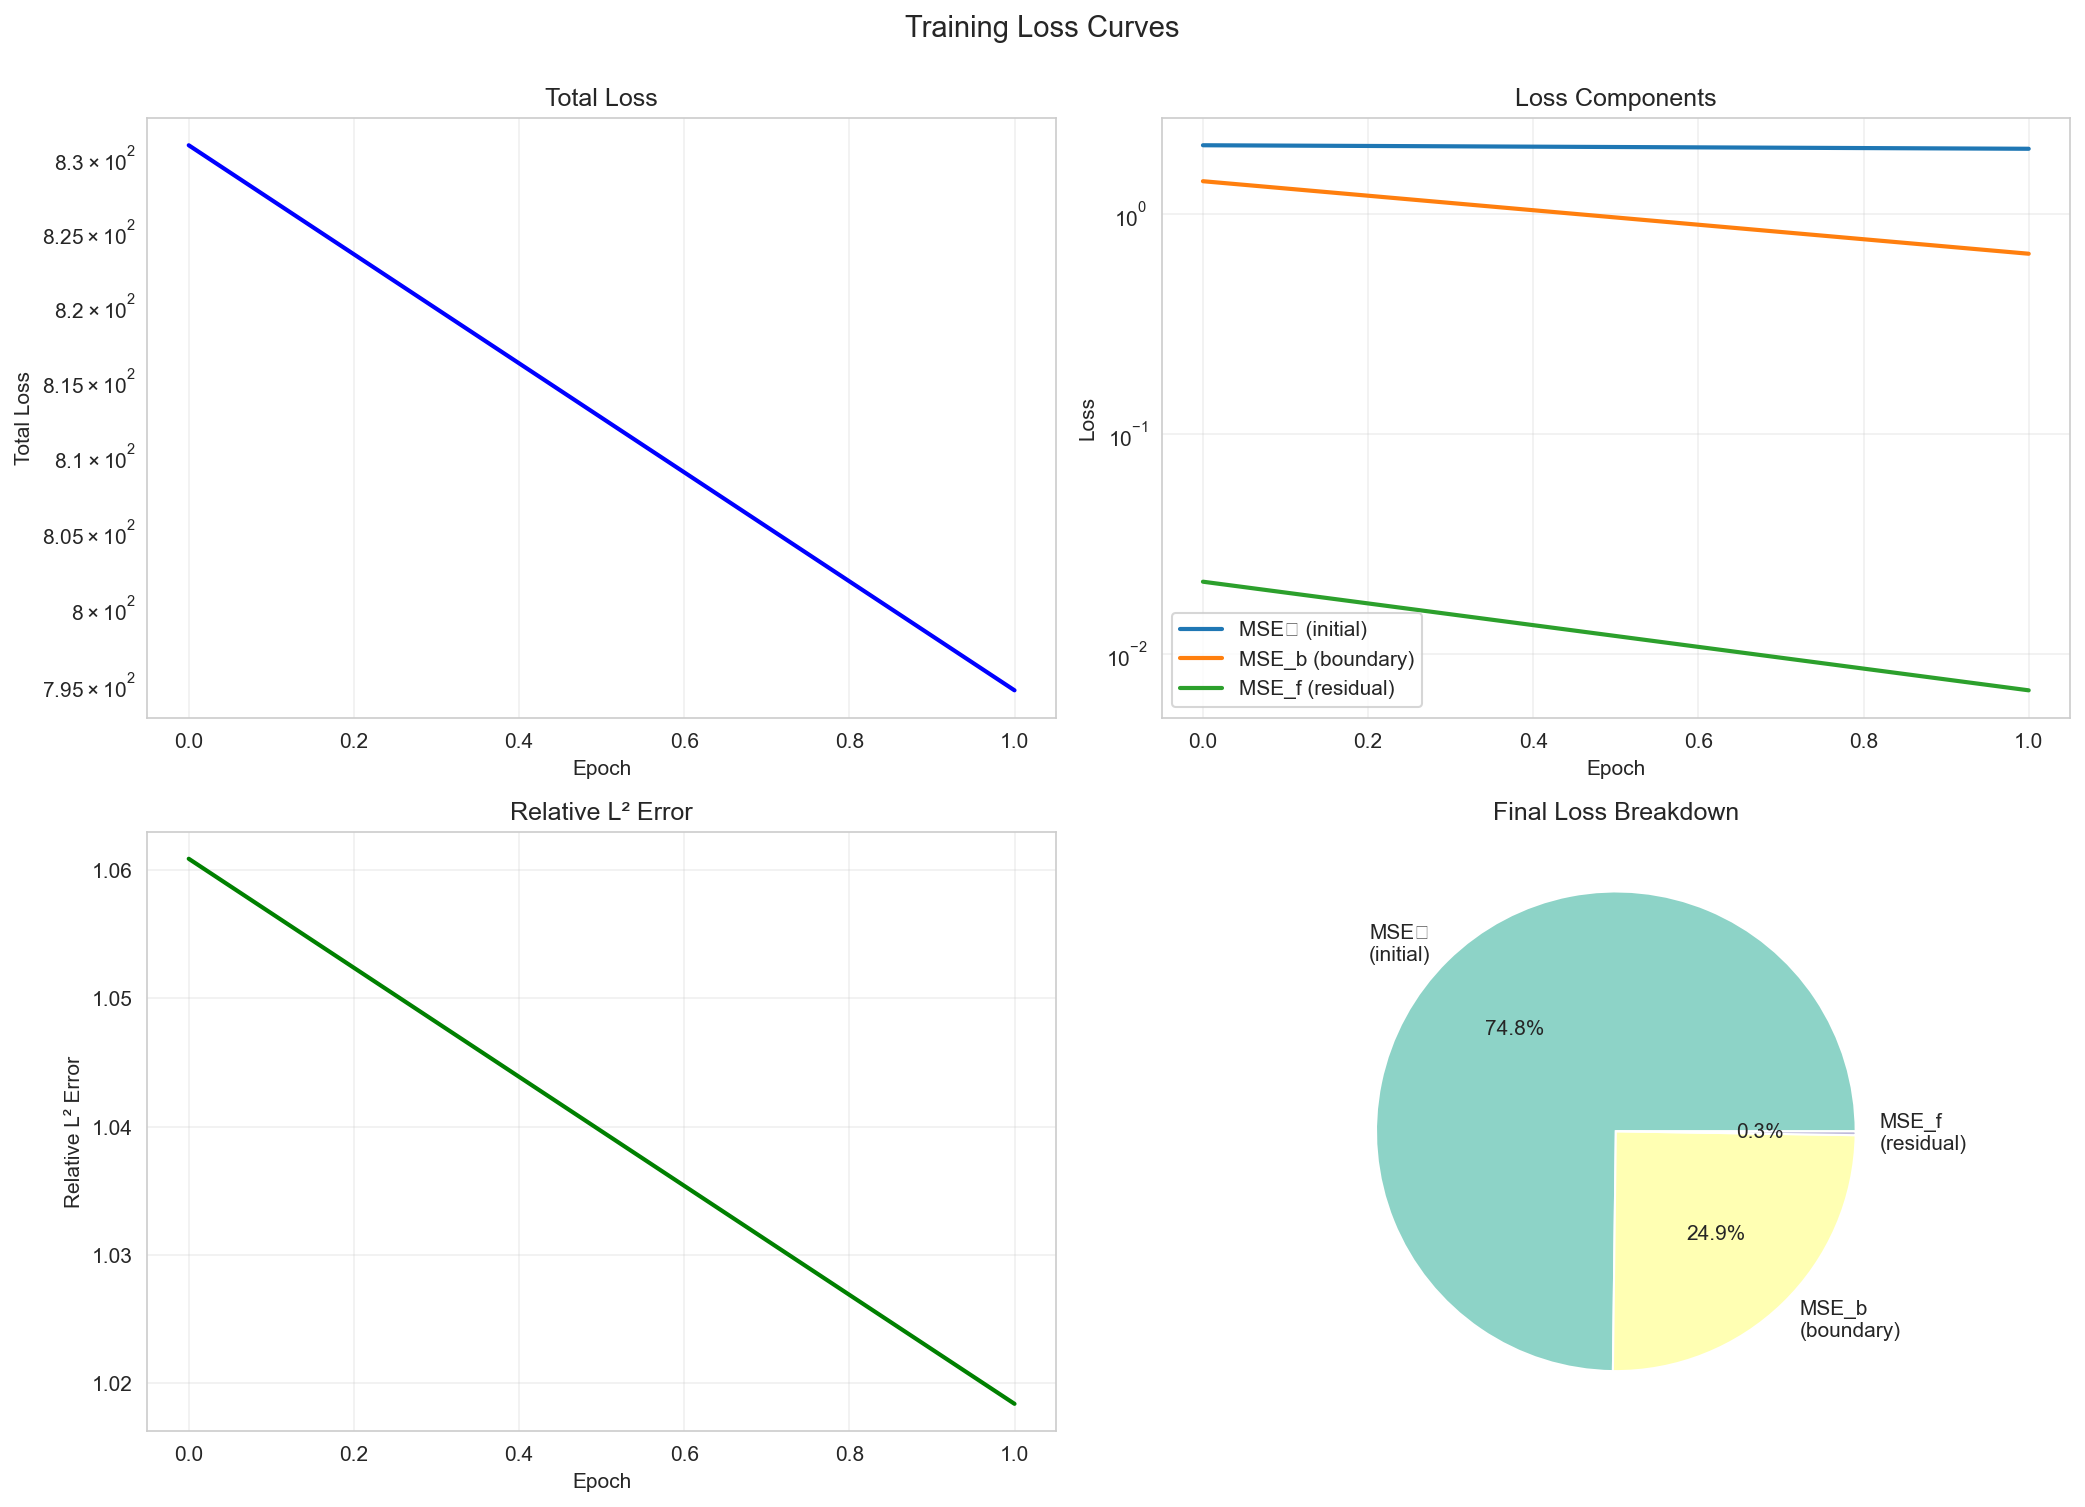 Training Loss Curves
Total Loss
8.3 × 10²
8.25 × 10²
8.2 × 10²
8.15 × 10²
8.1 × 10²
8.05 × 10²
8 × 10²
7.95 × 10²
Total Loss
0.0 0.2 0.4 0.6 0.8 1.0
Epoch
Loss Components
10⁰
10⁻¹
10⁻²
Loss
MSE□ (initial)
MSE_b (boundary)
MSE_f (residual)
0.0 0.2 0.4 0.6 0.8 1.0
Epoch
Relative L² Error
1.06
1.05
1.04
1.03
1.02
Relative L² Error
0.0 0.2 0.4 0.6 0.8 1.0
Epoch
Final Loss Breakdown
MSE□
(initial)
74.8%
0.3%
MSE_f
(residual)
24.9%
MSE_b
(boundary)